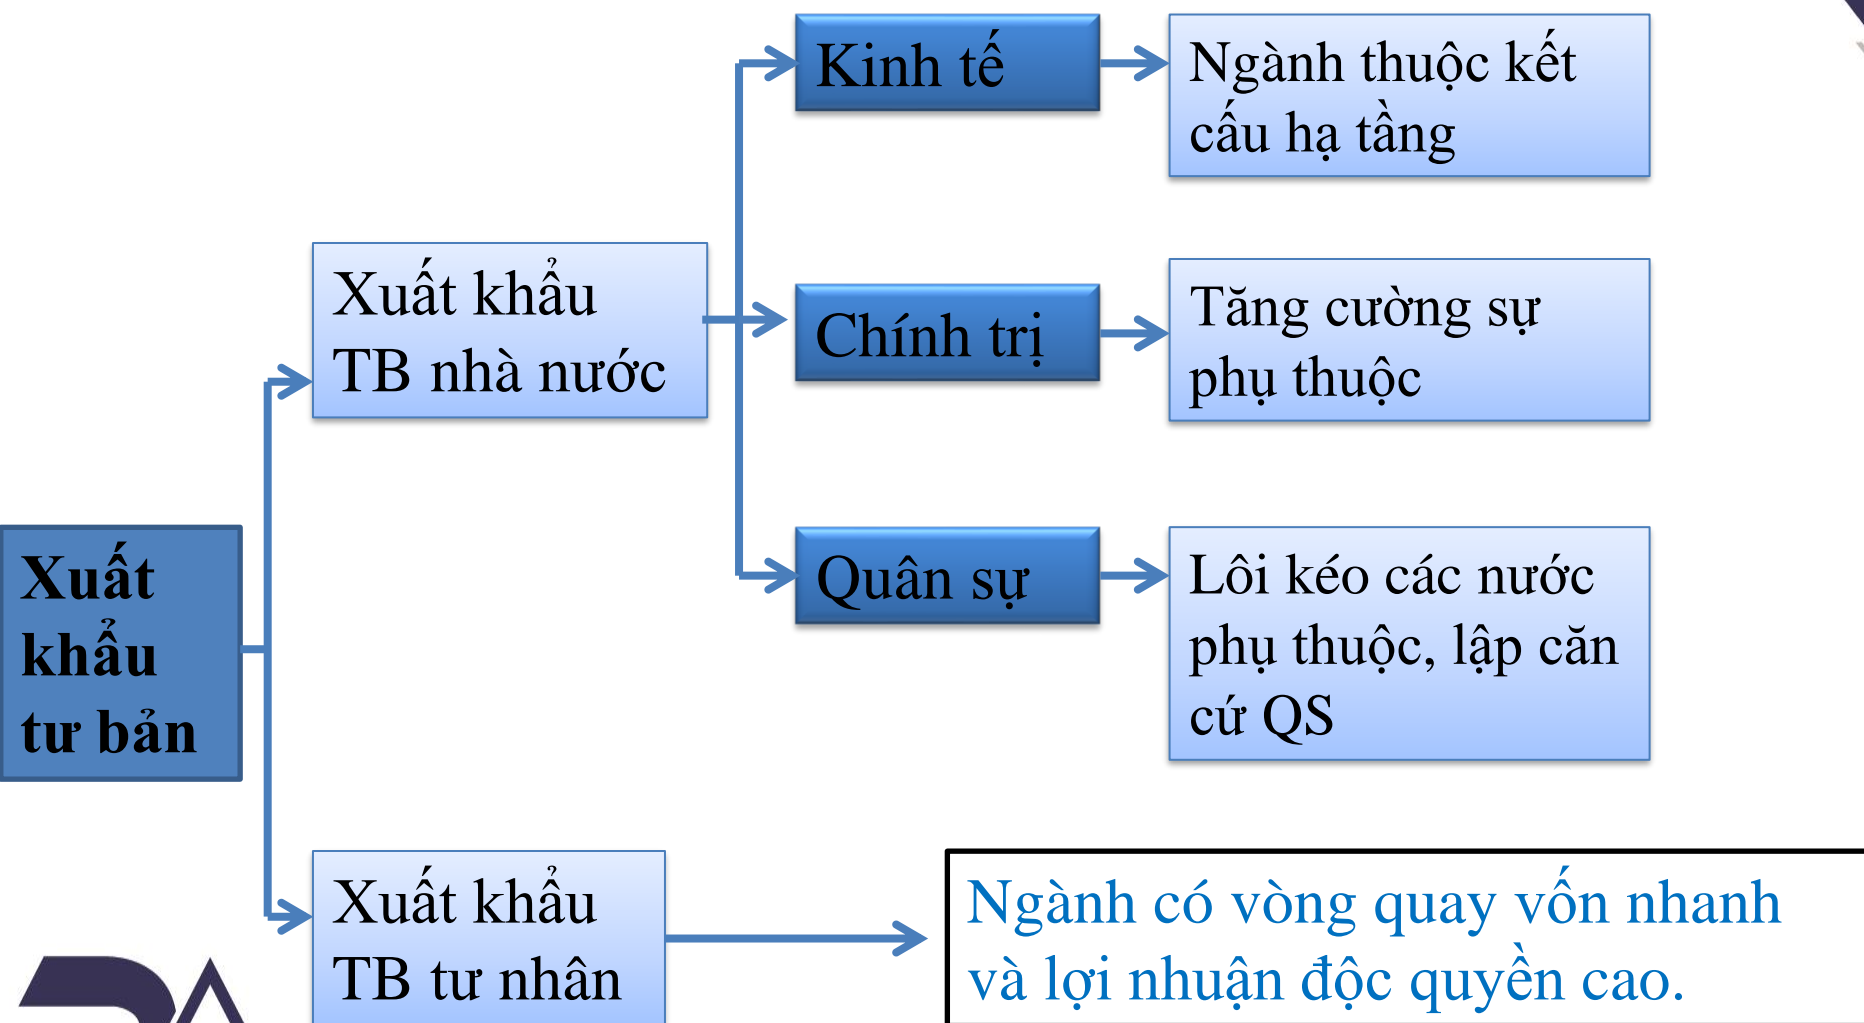 Kinh tế
Ngành thuộc kết
cấu hạ tầng
Xuất khẩu
TB nhà nước
Chính trị
Tăng cường sự
phụ thuộc
Quân sự
Lôi kéo các nước
phụ thuộc, lập căn
cứ QS
Xuất
khẩu
tư bản
Xuất khẩu
TB tư nhân
Ngành có vòng quay vốn nhanh
và lợi nhuận độc quyền cao.